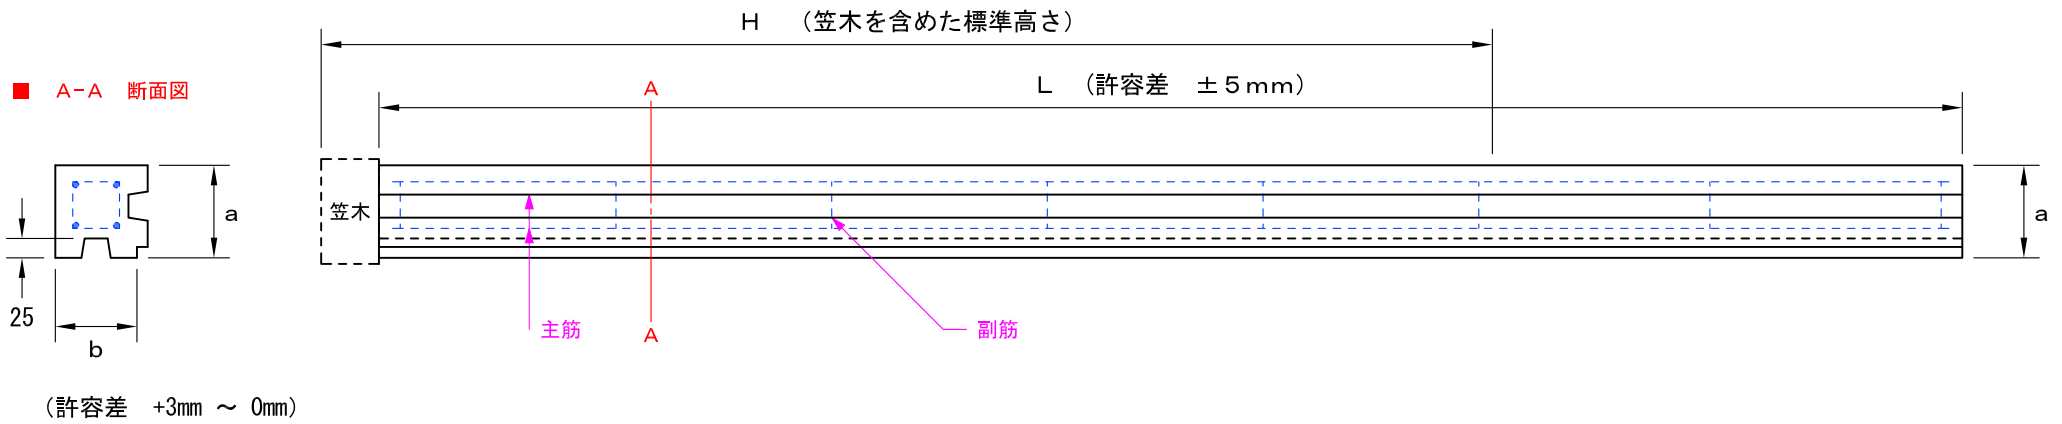 H （笠木を含めた標準高さ）
■ A-A 断面図
A
L （許容差 ±5mm）
笠木
a
a
25
b
主筋
A
副筋
（許容差 +3mm ～ 0mm）